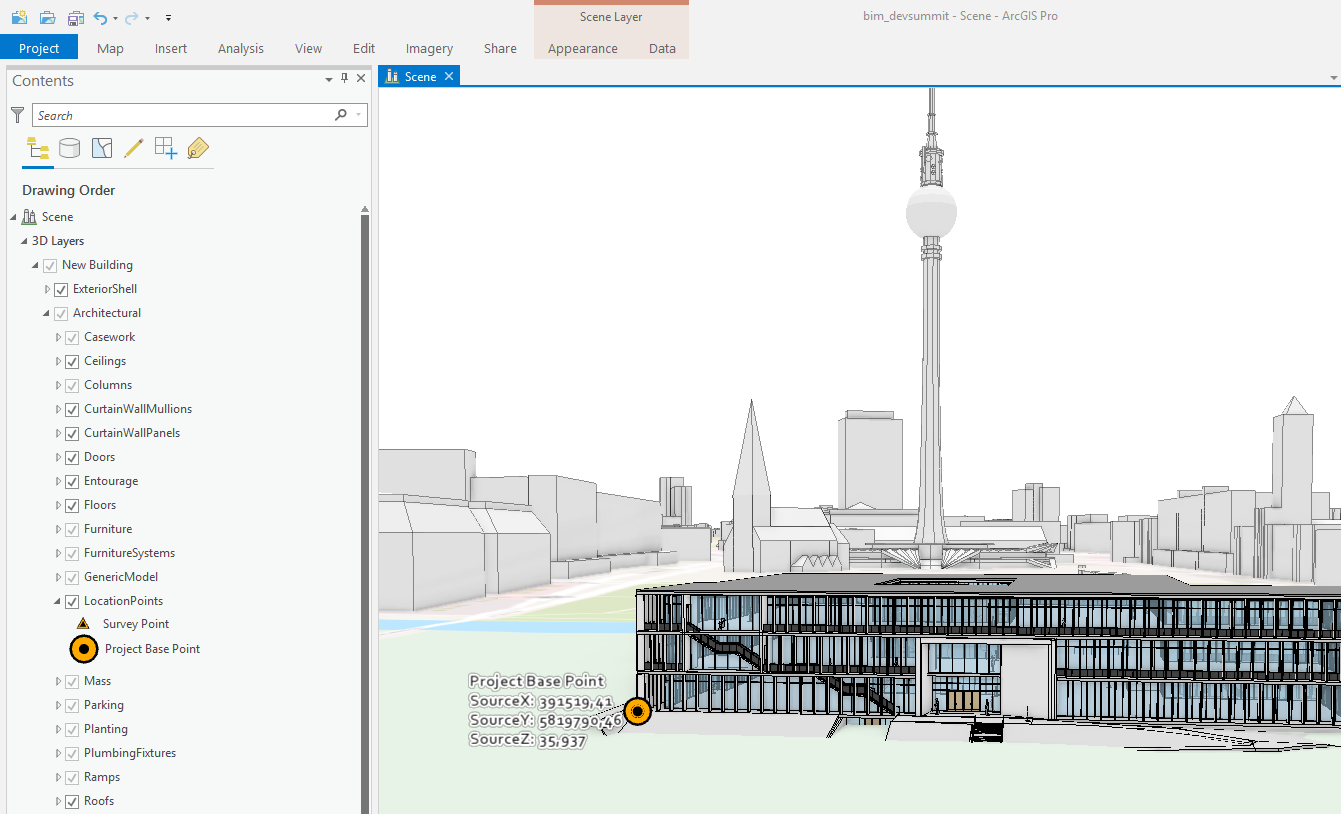 Scene Layer
bim_devsummit - Scene - ArcGIS Pro
Project Map Insert Analysis View Edit Imagery Share Appearance Data
Contents
Scene
Search
Drawing Order
Scene
3D Layers
New Building
ExteriorShell
Architectural
Casework
Ceilings
Columns
CurtainWallMullions
CurtainWallPanels
Doors
Entourage
Floors
Furniture
FurnitureSystems
GenericModel
LocationPoints
Survey Point
Project Base Point
Mass
Parking
Planting
PlumbingFixtures
Ramps
Roofs
Project Base Point
SourceX: 391519,41
SourceY: 5819790,46
SourceZ: 35,937